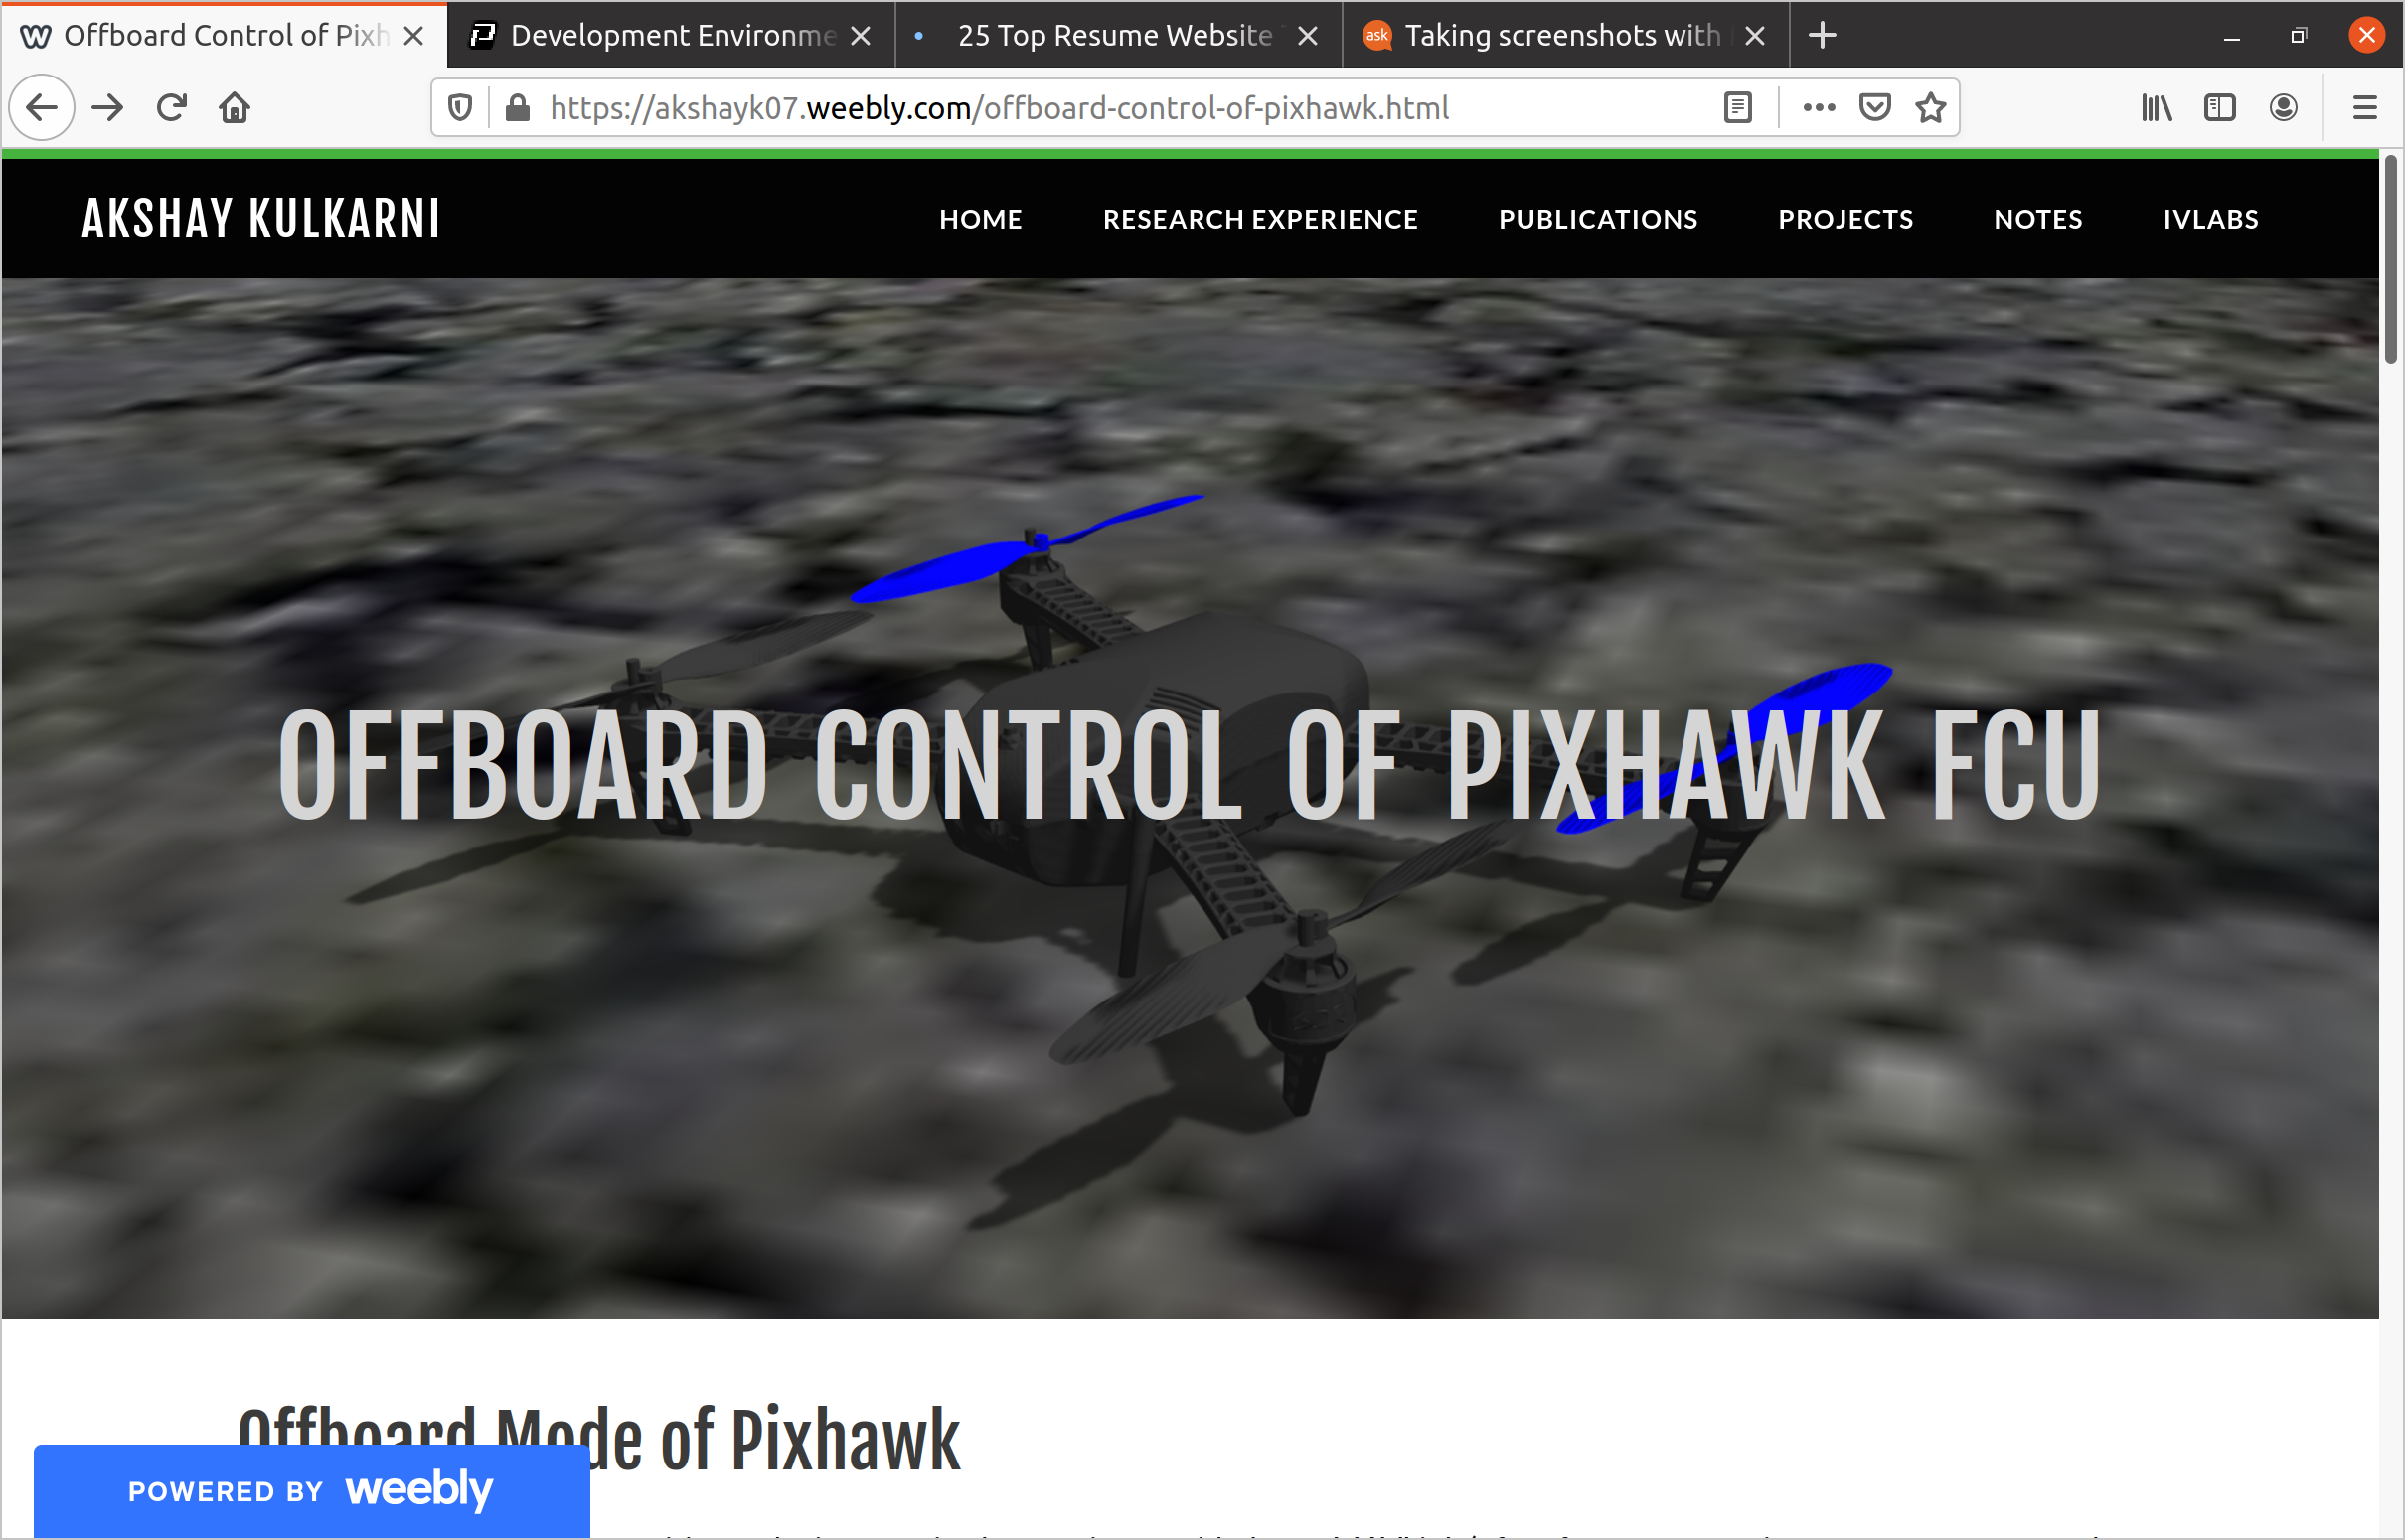 Offboard Control of Pixh
Development Environme
25 Top Resume Website
ask Taking screenshots with
https://akshayk07.weebly.com/offboard-control-of-pixhawk.html
AKSHAY KULKARNI
HOME RESEARCH EXPERIENCE PUBLICATIONS PROJECTS NOTES IVLABS
OFFBOARD CONTROL OF PIXHAWK FCU
Offboard Mode of Pixhawk
POWERED BY weebly